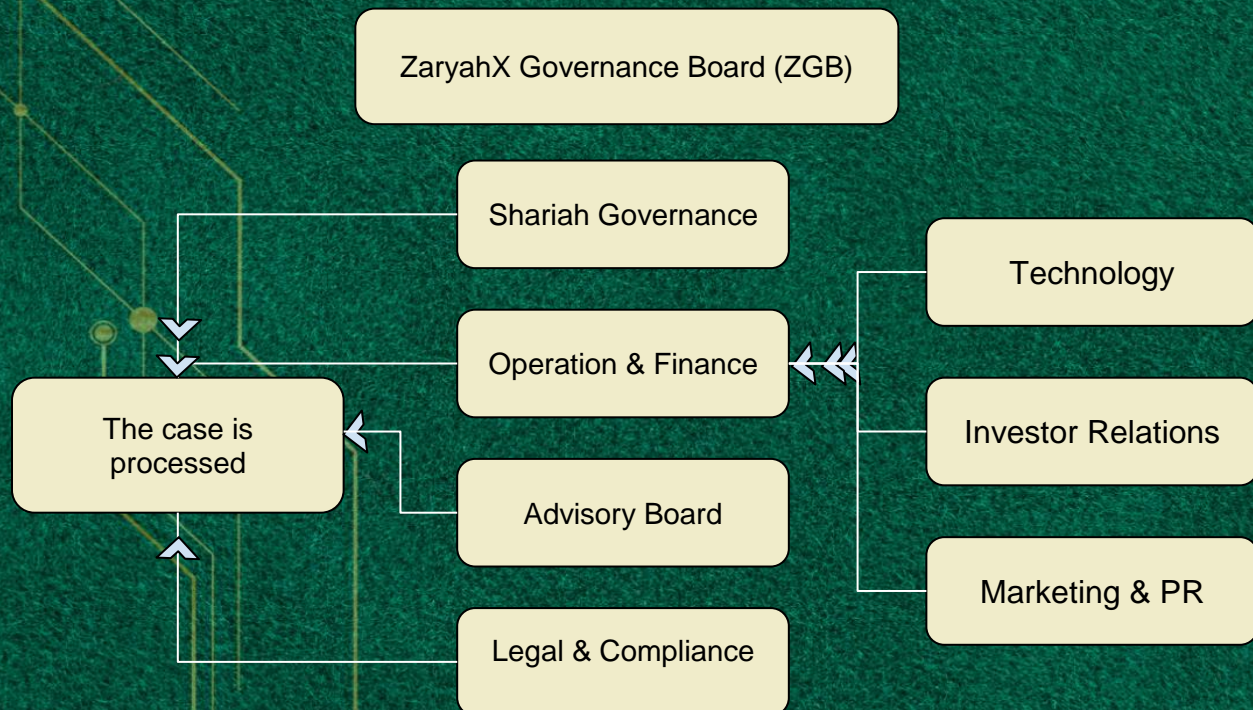 ZaryahX Governance Board (ZGB)
Shariah Governance
Technology
Operation & Finance
The case is
processed
Investor Relations
Advisory Board
Marketing & PR
Legal & Compliance